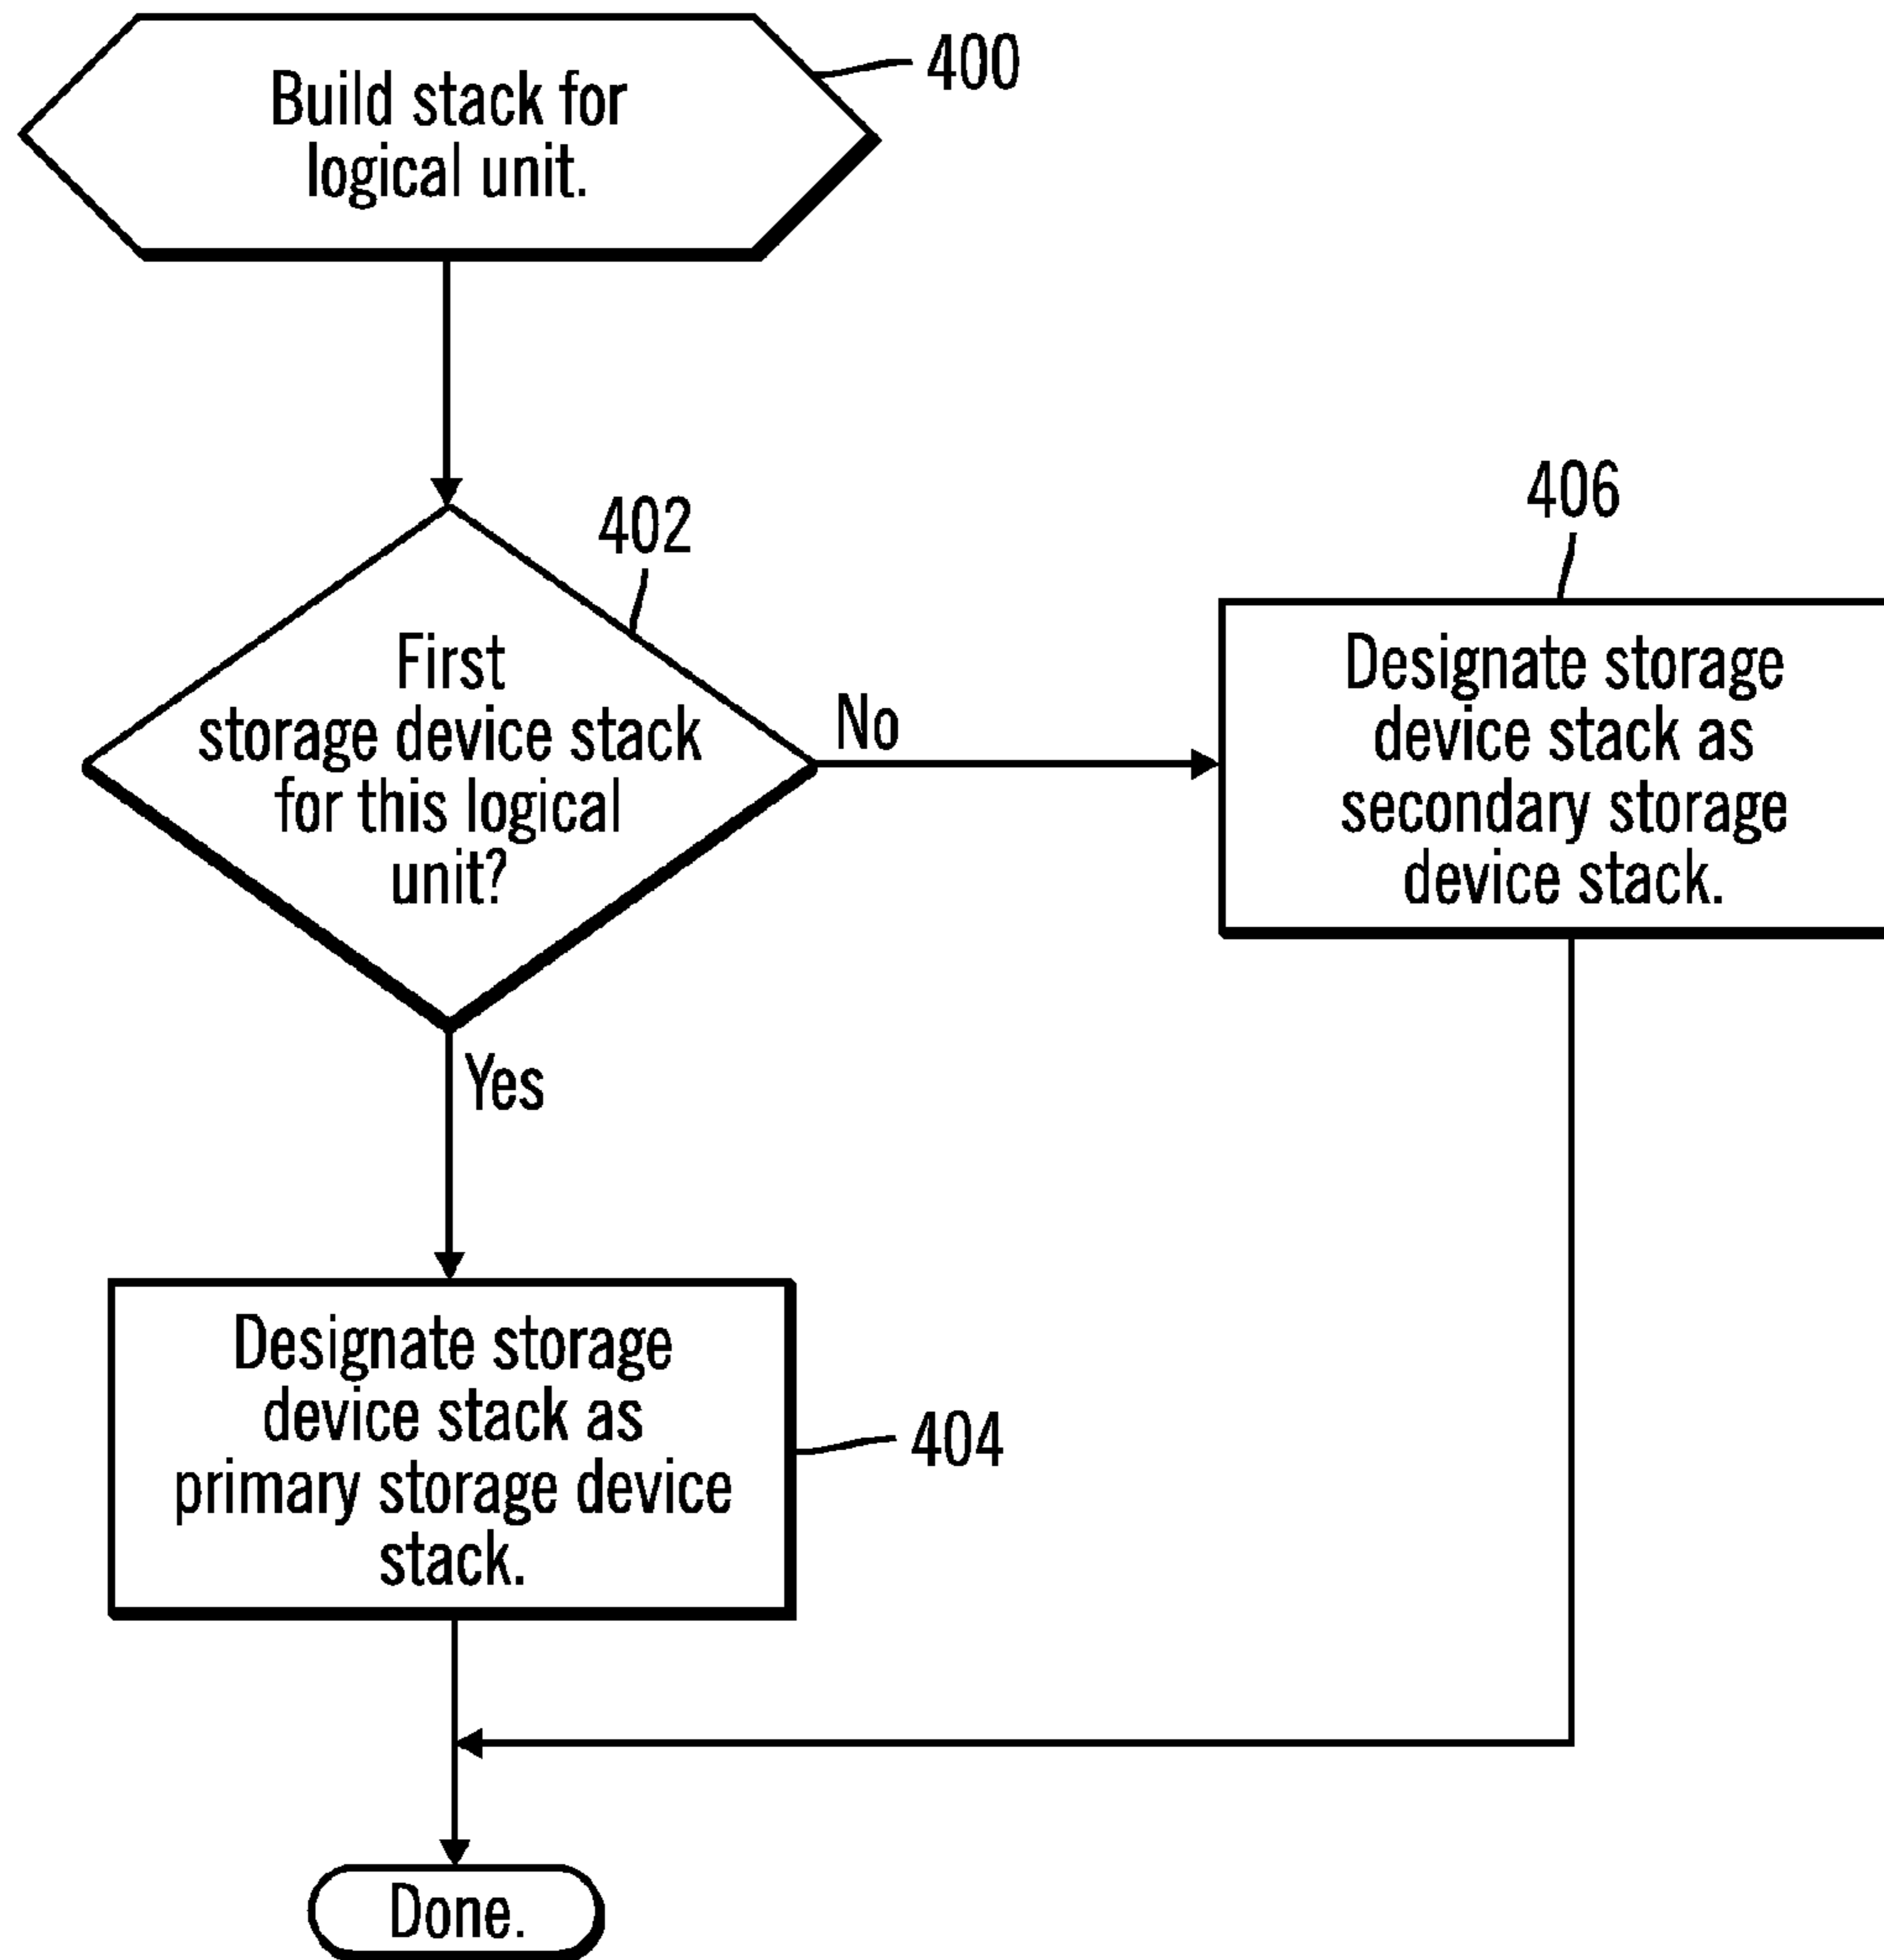 Build stack for
logical unit.
400
402
First
storage device stack
for this logical
unit?
No
406
Designate storage
device stack as
secondary storage
device stack.
Yes
Designate storage
device stack as
primary storage device
stack.
404
Done.